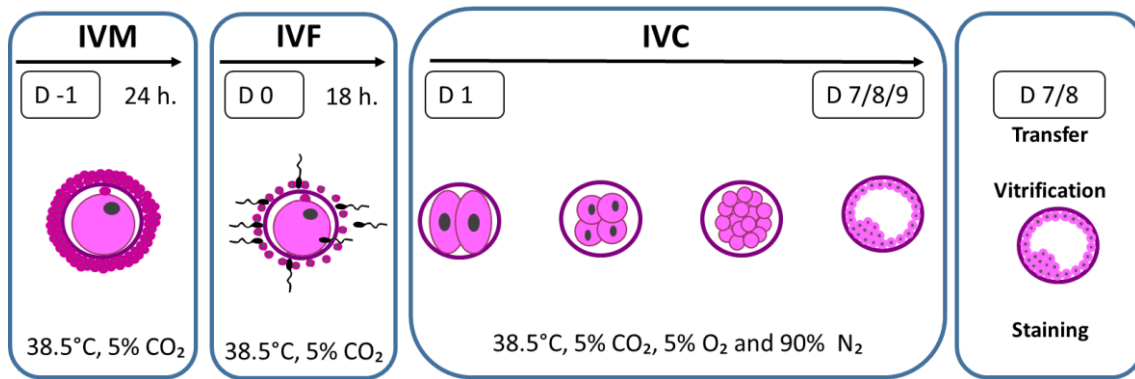 IVM
D -1 24 h.
38.5°C, 5% CO₂
IVF
D 0 18 h.
38.5°C, 5% CO₂
IVC
D 1 D 7/8/9
38.5°C, 5% CO₂, 5% O₂ and 90% N₂
D 7/8
Transfer
Vitrification
Staining